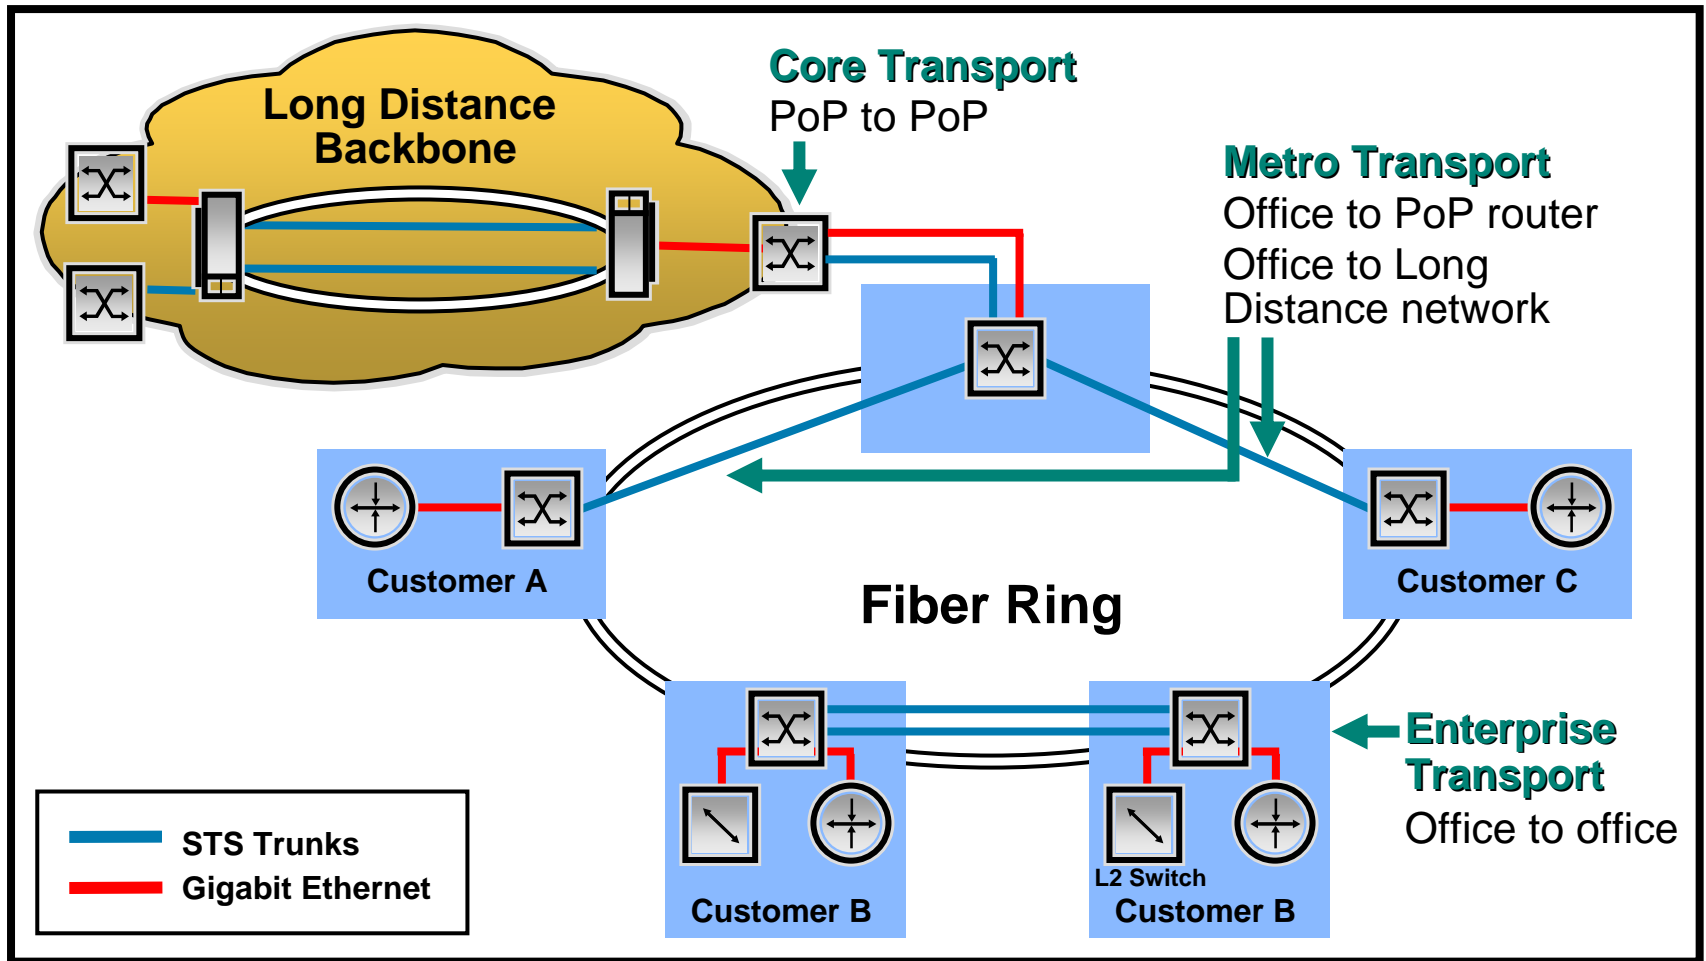 Long Distance
Backbone
Core Transport
PoP to PoP
Metro Transport
Office to PoP router
Office to Long
Distance network
Customer A
Customer C
Fiber Ring
Enterprise
Transport
Office to office
STS Trunks
Gigabit Ethernet
L2 Switch
Customer B
Customer B